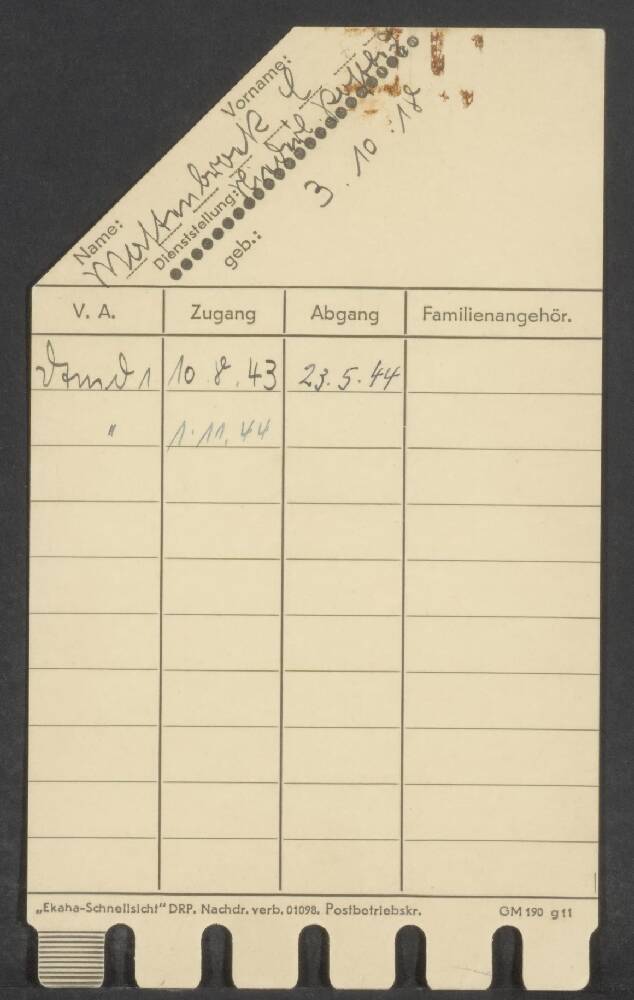 Name: Mattenbrock Vorname: L
Dienststellung:
geb.: 3.10.18
V. A. Zugang Abgang Familienangehör.
10.8.43 23.5.44
" 1.11.44
„Ekaha-Schnellsicht" DRP. Nachdr. verb. 01098. Postbetriebskr. GM 190 g11